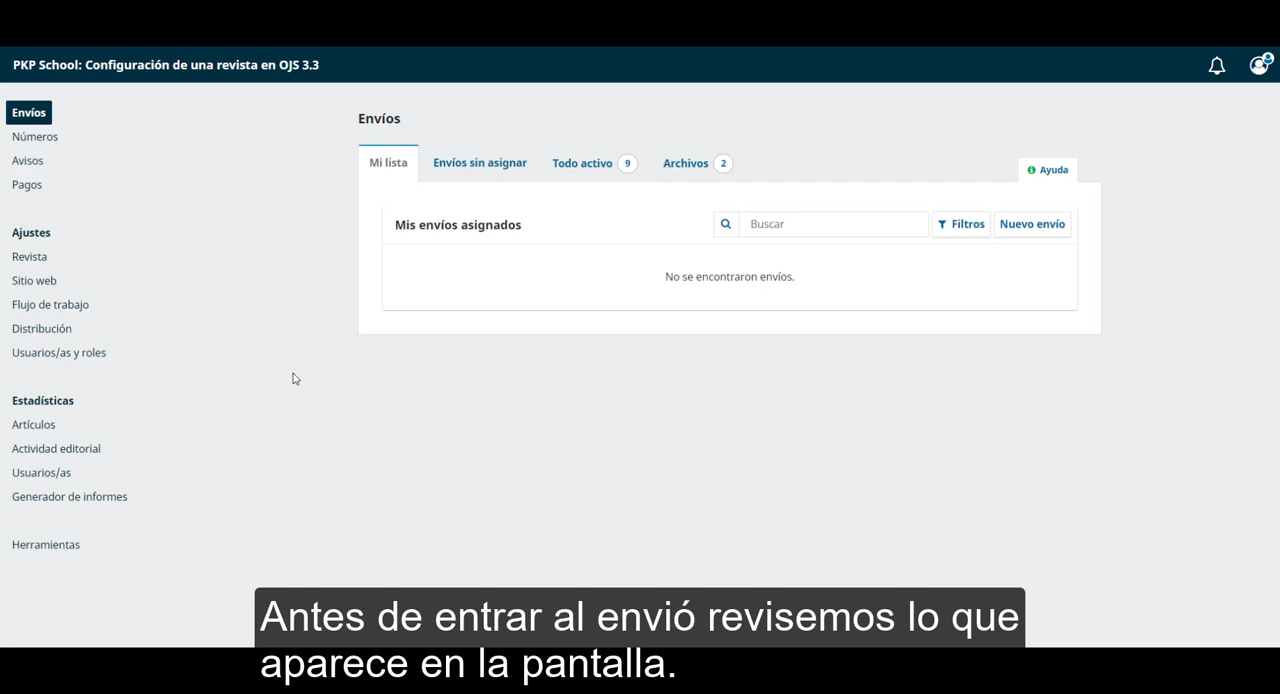 PKP School: Configuración de una revista en OJS 3.3
Envíos
Números
Avisos
Pagos
Ajustes
Revista
Sitio web
Flujo de trabajo
Distribución
Usuarios/as y roles
Estadísticas
Artículos
Actividad editorial
Usuarios/as
Generador de informes
Herramientas
Envíos
Mi lista Envíos sin asignar Todo activo 9 Archivos 2
Ayuda
Mis envíos asignados Buscar Filtros Nuevo envío
No se encontraron envíos.
Antes de entrar al envió revisemos lo que
aparece en la pantalla.